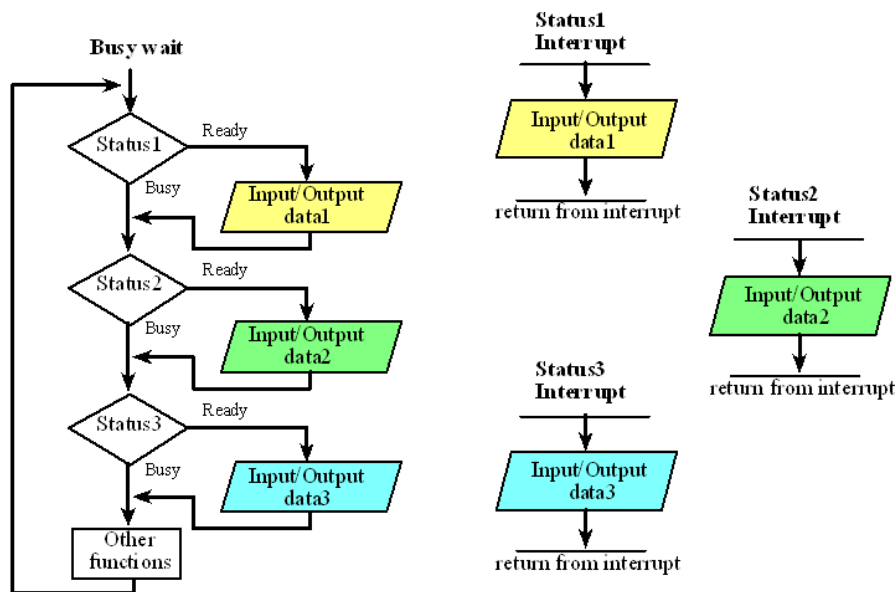 Busy wait
Status1
Ready
Busy
Input/Output
data1
Status2
Ready
Busy
Input/Output
data2
Status3
Ready
Busy
Input/Output
data3
Other
functions
Status1
Interrupt
Input/Output
data1
return from interrupt
Status2
Interrupt
Input/Output
data2
return from interrupt
Status3
Interrupt
Input/Output
data3
return from interrupt